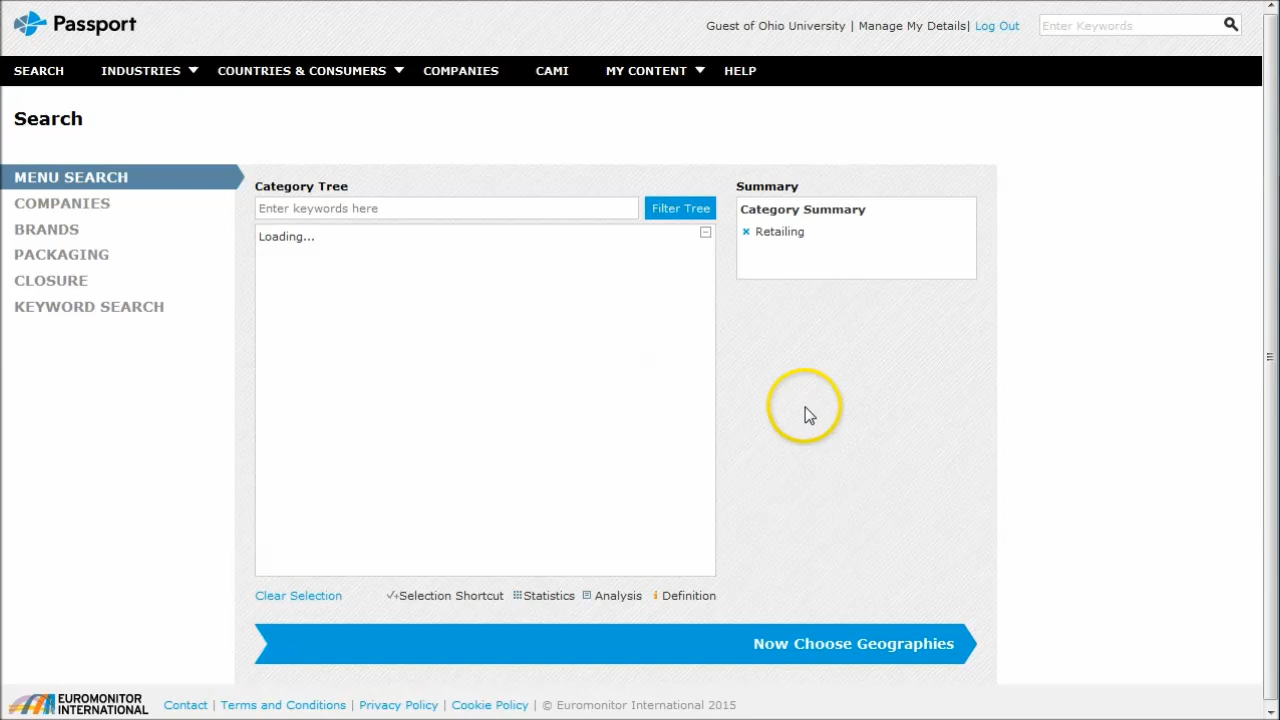 Passport
Guest of Ohio University | Manage My Details| Log Out
Enter Keywords
SEARCH INDUSTRIES COUNTRIES & CONSUMERS COMPANIES CAMI MY CONTENT HELP
Search
MENU SEARCH
COMPANIES
BRANDS
PACKAGING
CLOSURE
KEYWORD SEARCH
Category Tree
Enter keywords here
Filter Tree
Loading...
Summary
Category Summary
Retailing
Clear Selection
Selection Shortcut Statistics Analysis Definition
Now Choose Geographies
EUROMONITOR
INTERNATIONAL
Contact | Terms and Conditions | Privacy Policy | Cookie Policy | © Euromonitor International 2015